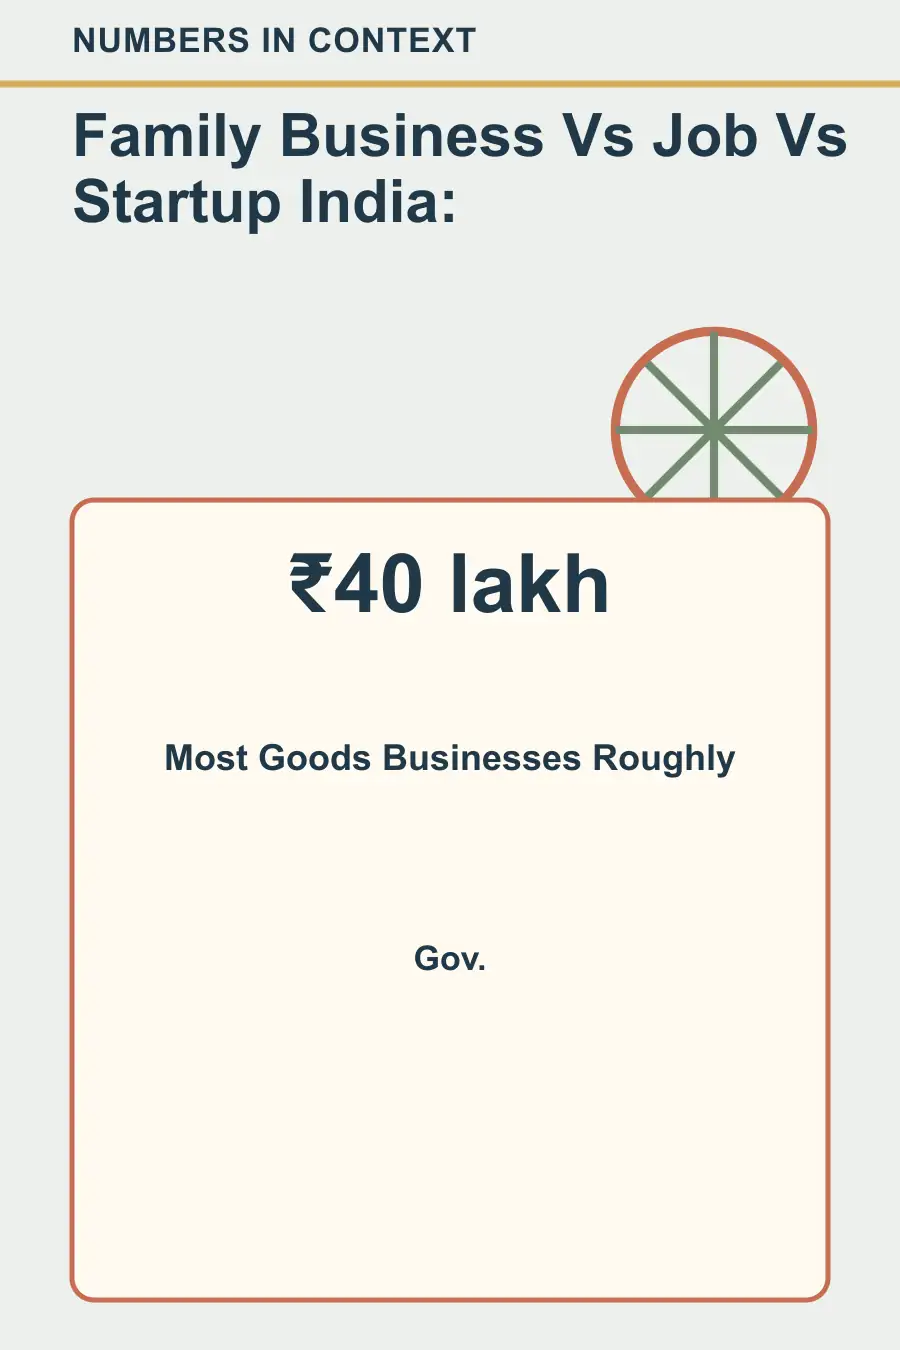 NUMBERS IN CONTEXT
Family Business Vs Job Vs
Startup India:
₹40 lakh
Most Goods Businesses Roughly
Gov.